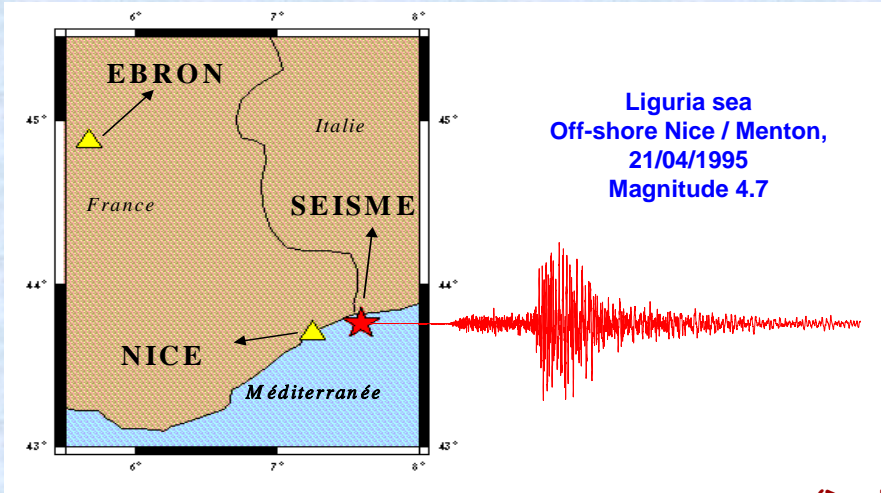 6° 7° 8°
EBRON
45° 45°
Italie
France
SEISME
44° 44°
NICE
Méditerranée
43° 43°
6° 7° 8°
Liguria sea
Off-shore Nice / Menton,
21/04/1995
Magnitude 4.7